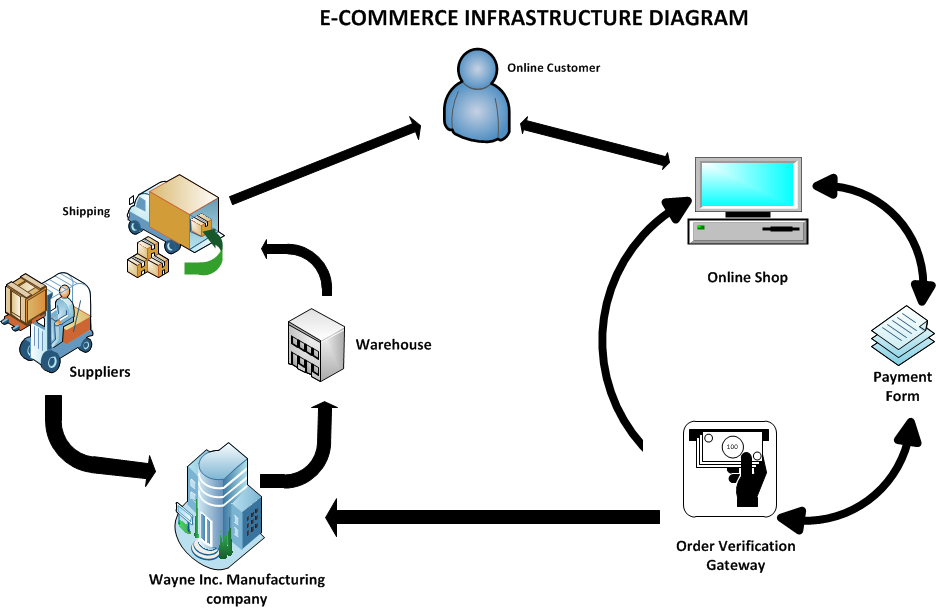 E-COMMERCE INFRASTRUCTURE DIAGRAM
Online Customer
Shipping
Online Shop
Suppliers
Warehouse
Payment
Form
100
Order Verification
Gateway
Wayne Inc. Manufacturing
company